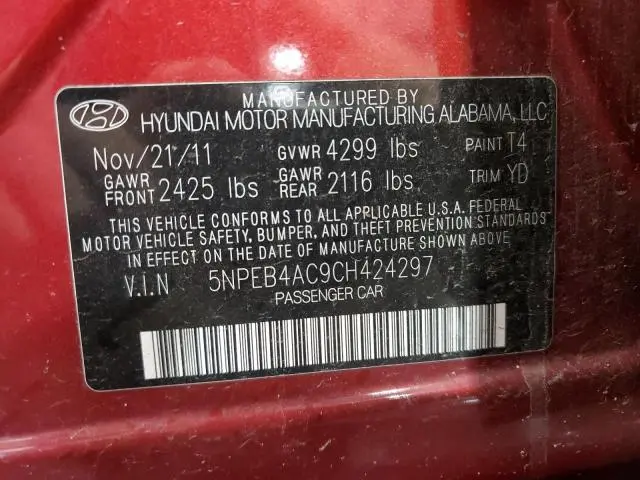 MANUFACTURED BY
HYUNDAI MOTOR MANUFACTURING ALABAMA, LLC
Nov/21/11 GVWR 4299 lbs PAINT T4
GAWR FRONT 2425 lbs GAWR REAR 2116 lbs TRIM YD
THIS VEHICLE CONFORMS TO ALL APPLICABLE U.S.A. FEDERAL
MOTOR VEHICLE SAFETY, BUMPER, AND THEFT PREVENTION STANDARDS
IN EFFECT ON THE DATE OF MANUFACTURE SHOWN ABOVE.
V.I.N 5NPEB4AC9CH424297
PASSENGER CAR